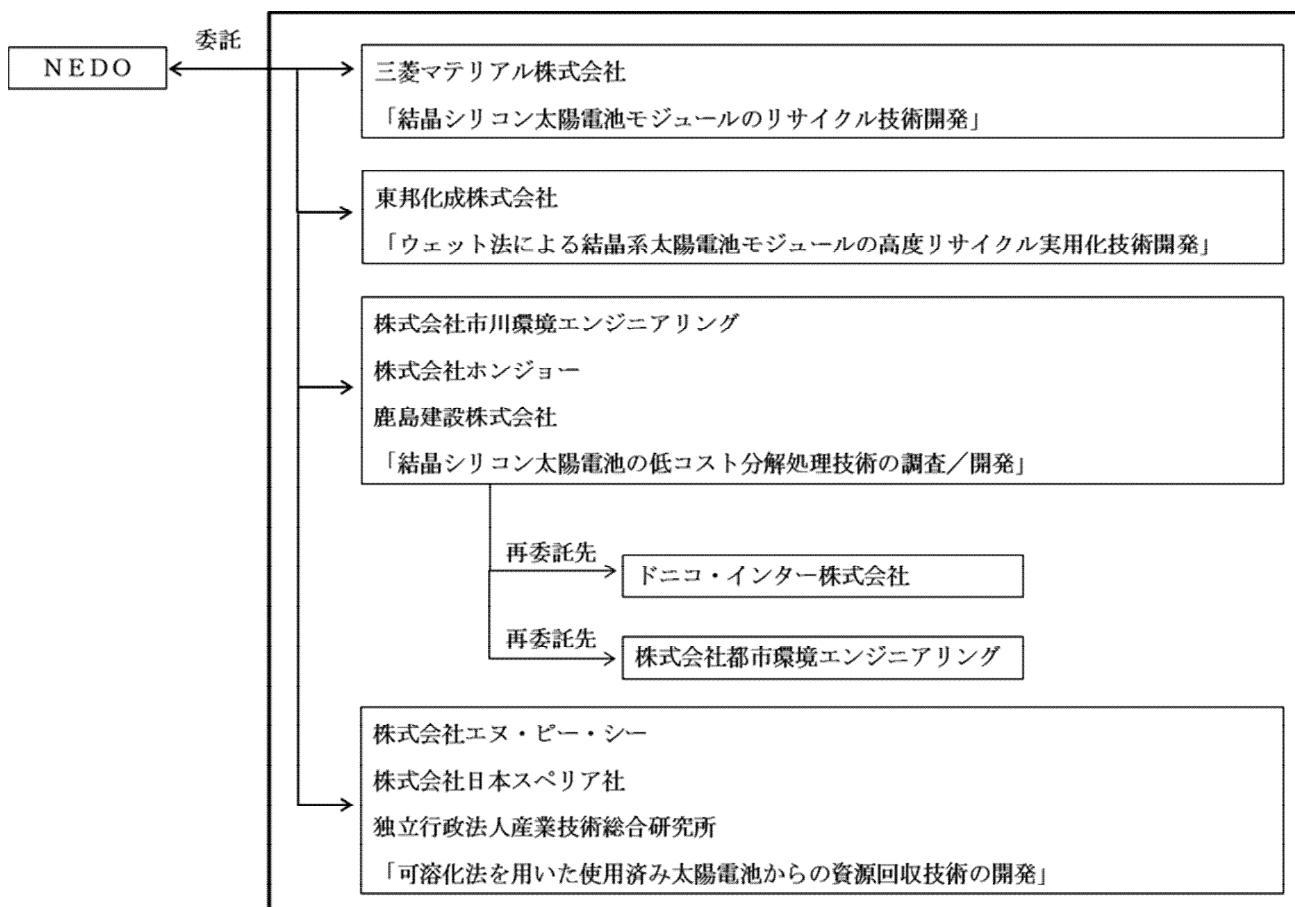 委託
NEDO
三菱マテリアル株式会社
「結晶シリコン太陽電池モジュールのリサイクル技術開発」
東邦化成株式会社
「ウェット法による結晶系太陽電池モジュールの高度リサイクル実用化技術開発」
株式会社市川環境エンジニアリング
株式会社ホンジョー
鹿島建設株式会社
「結晶シリコン太陽電池の低コスト分解処理技術の調査／開発」
再委託先
ドニコ・インター株式会社
再委託先
株式会社都市環境エンジニアリング
株式会社エヌ・ピー・シー
株式会社日本スペリア社
独立行政法人産業技術総合研究所
「可溶化法を用いた使用済み太陽電池からの資源回収技術の開発」